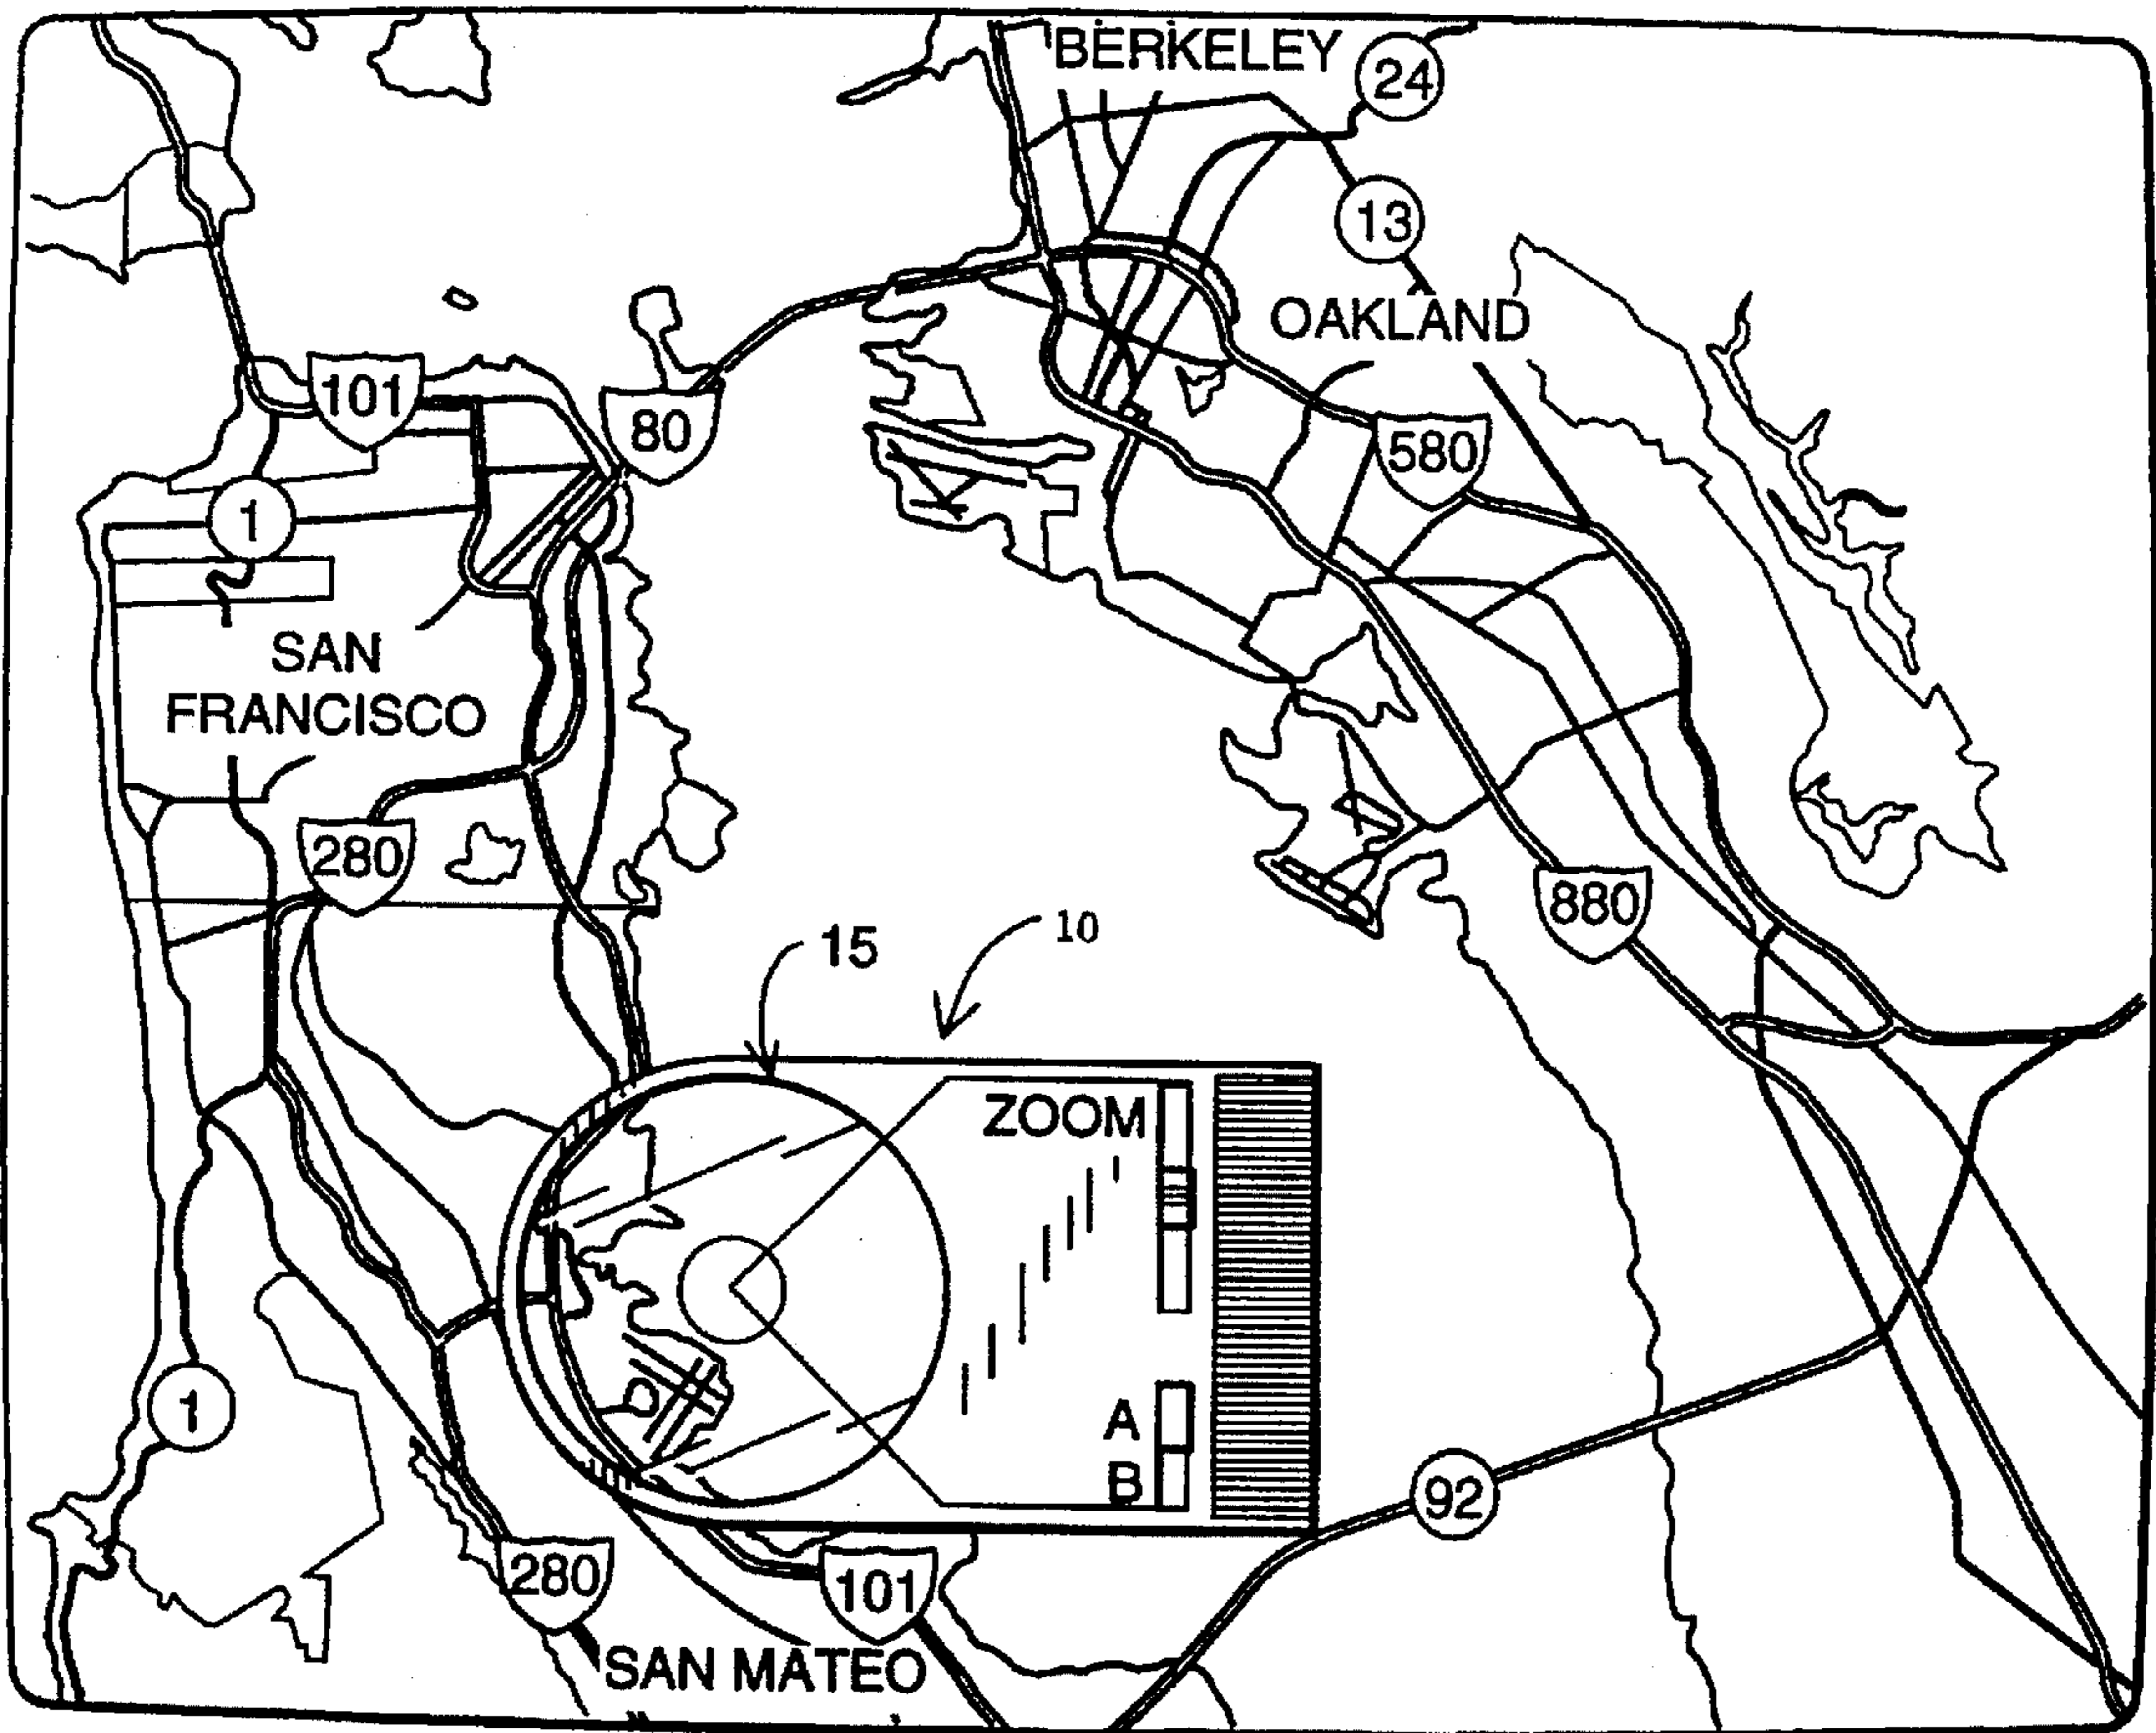 BERKELEY
24
13
OAKLAND
101
80
580
1
SAN
FRANCISCO
280
880
15
10
ZOOM
A
B
1
92
280
101
SAN MATEO